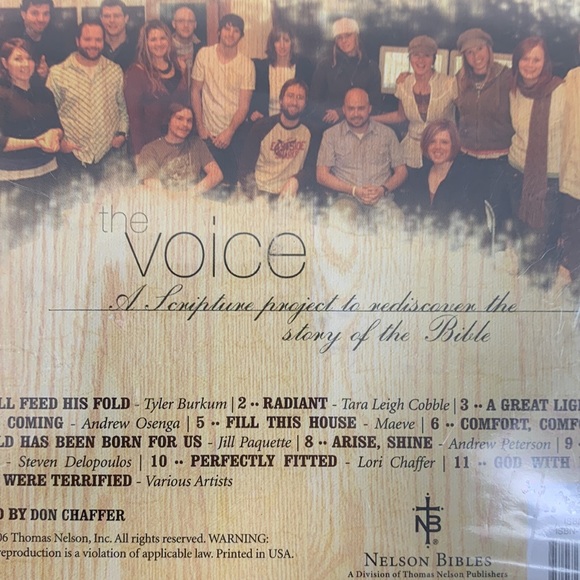 the
voice
A Scripture project to rediscover the
story of the Bible
LL FEED HIS FOLD - Tyler Burkum | 2 •• RADIANT - Tara Leigh Cobble | 3 •• A GREAT LIG
COMING - Andrew Osenga | 5 •• FILL THIS HOUSE - Maeve | 6 •• COMFORT, COMFO
LD HAS BEEN BORN FOR US - Jill Paquette | 8 •• ARISE, SHINE - Andrew Peterson | 9
- Steven Delopoulos | 10 •• PERFECTLY FITTED - Lori Chaffer | 11 •• GOD WITH
WERE TERRIFIED - Various Artists
D BY DON CHAFFER
06 Thomas Nelson, Inc. All rights reserved. WARNING:
reproduction is a violation of applicable law. Printed in USA.
NB
NELSON BIBLES
A Division of Thomas Nelson Publishers